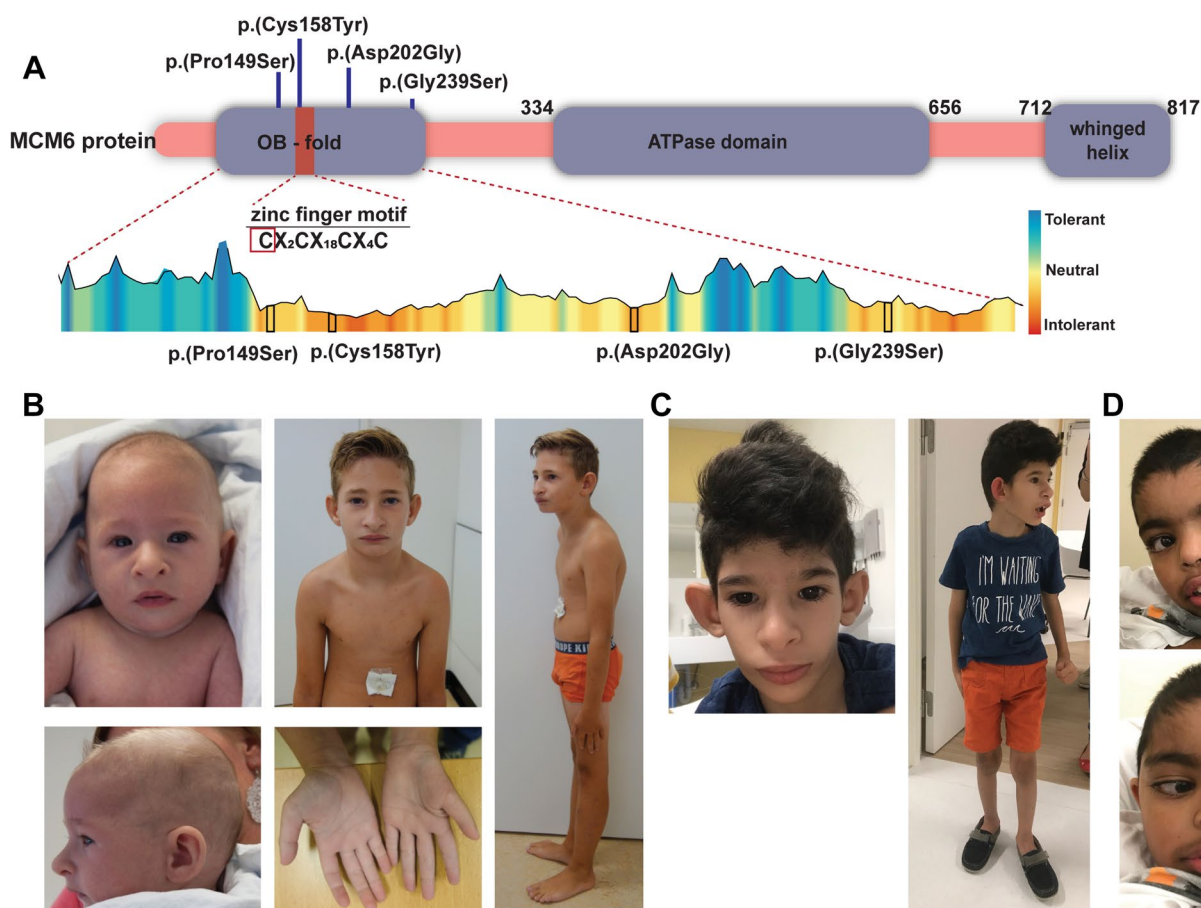 A
p.(Cys158Tyr)
p.(Pro149Ser)
p.(Asp202Gly)
p.(Gly239Ser)
334
656
712
817
MCM6 protein
OB - fold
ATPase domain
whinged
helix
zinc finger motif
CX₂CX₁₈CX₄C
Tolerant
Neutral
Intolerant
p.(Pro149Ser)
p.(Cys158Tyr)
p.(Asp202Gly)
p.(Gly239Ser)
B
C
D
I'M WAITING
FOR THE